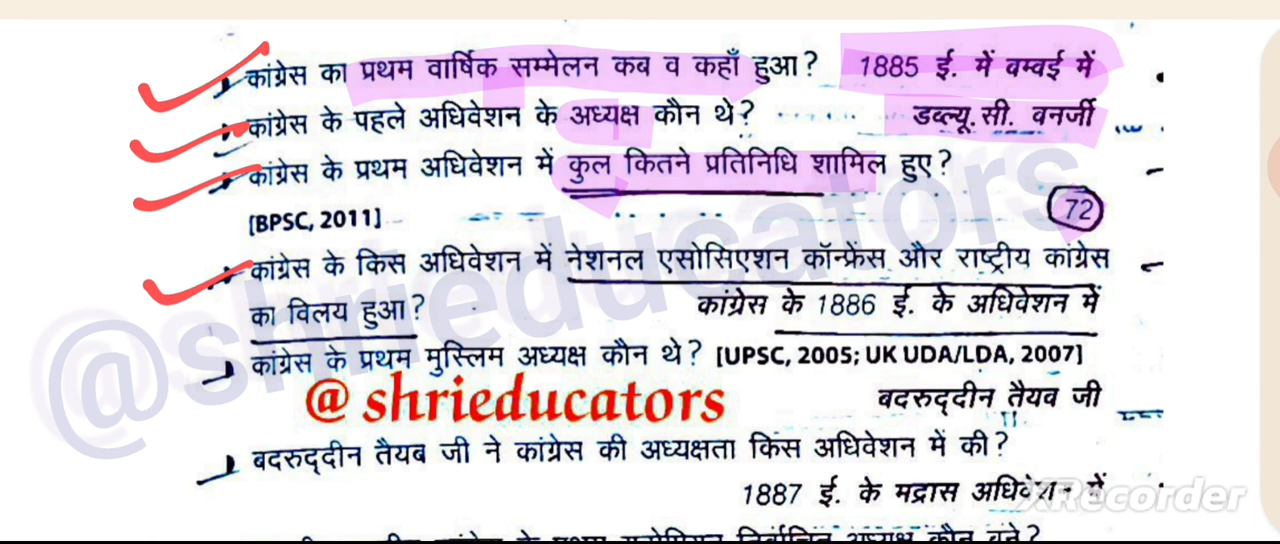 कांग्रेस का प्रथम वार्षिक सम्मेलन कब व कहाँ हुआ? 1885 ई. में बम्बई में
कांग्रेस के पहले अधिवेशन के अध्यक्ष कौन थे? डब्ल्यू. सी. बनर्जी
कांग्रेस के प्रथम अधिवेशन में कुल कितने प्रतिनिधि शामिल हुए?
[BPSC, 2011] 72
कांग्रेस के किस अधिवेशन में नेशनल एसोसिएशन कॉन्फ्रेंस और राष्ट्रीय कांग्रेस
का विलय हुआ? कांग्रेस के 1886 ई. के अधिवेशन में
कांग्रेस के प्रथम मुस्लिम अध्यक्ष कौन थे? [UPSC, 2005; UK UDA/LDA, 2007]
@shrieducators
@ shrieducators बदरुद्दीन तैयब जी
बदरुद्दीन तैयब जी ने कांग्रेस की अध्यक्षता किस अधिवेशन में की?
1887 ई. के मद्रास अधिवेशन में
XRecorder
कौन बने?